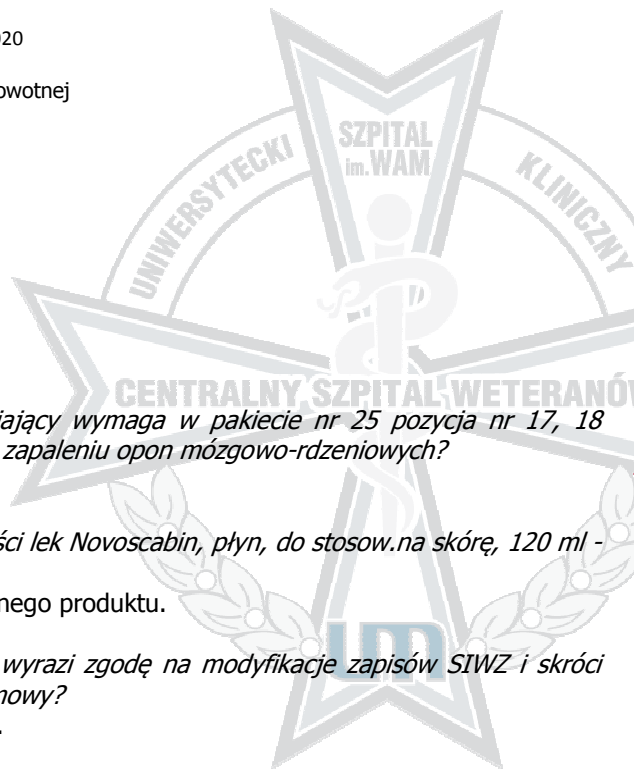 020
owotnej
SZPITAL
im.WAM
UNIWERSYTECKI
KLINICZNY
CENTRALNY SZPITAL WETERANÓW
iający wymaga w pakiecie nr 25 pozycja nr 17, 18
zapaleniu opon mózgowo-rdzeniowych?
ści lek Novoscabin, płyn, do stosow.na skórę, 120 ml -
nego produktu.
wyrazi zgodę na modyfikacje zapisów SIWZ i skróci
mowy?
um